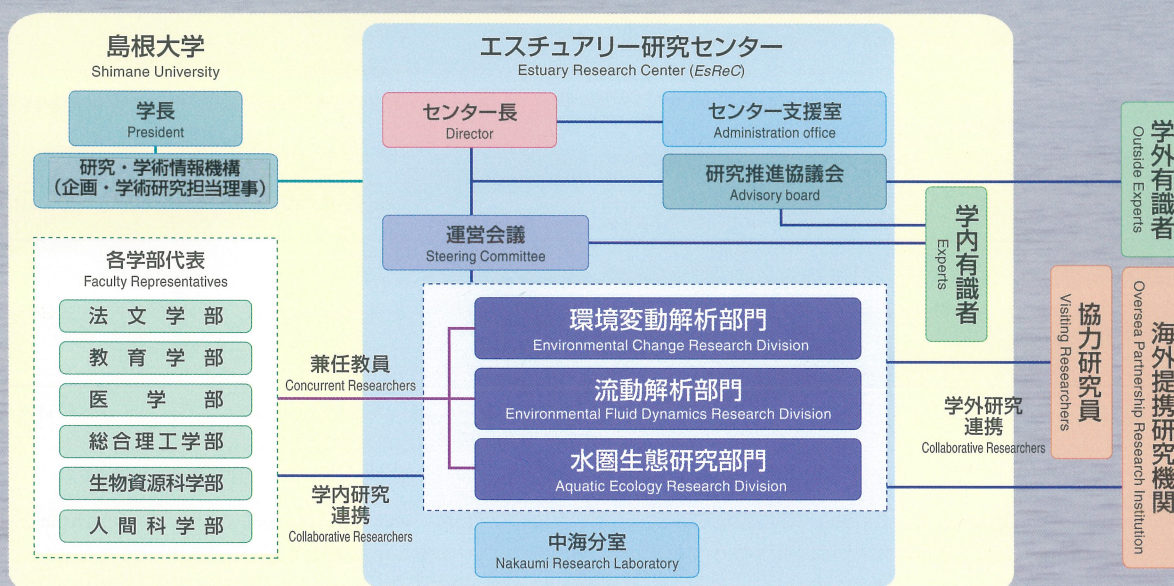 島根大学
Shimane University
学長
President
研究・学術情報機構
(企画・学術研究担当理事)
各学部代表
Faculty Representatives
法文学部
教育学部
医学部
総合理工学部
生物資源科学部
人間科学部
兼任教員
Concurrent Researchers
学内研究
連携
Collaborative Researchers
エスチュアリー研究センター
Estuary Research Center (EsReC)
センター長
Director
センター支援室
Administration office
研究推進協議会
Advisory board
運営会議
Steering Committee
環境変動解析部門
Environmental Change Research Division
流動解析部門
Environmental Fluid Dynamics Research Division
水圏生態研究部門
Aquatic Ecology Research Division
中海分室
Nakaumi Research Laboratory
学内有識者
Experts
学外有識者
Outside Experts
学外研究
連携
Collaborative Researchers
協力研究員
Visiting Researchers
海外提携研究機関
Oversea Partnership Research Institution